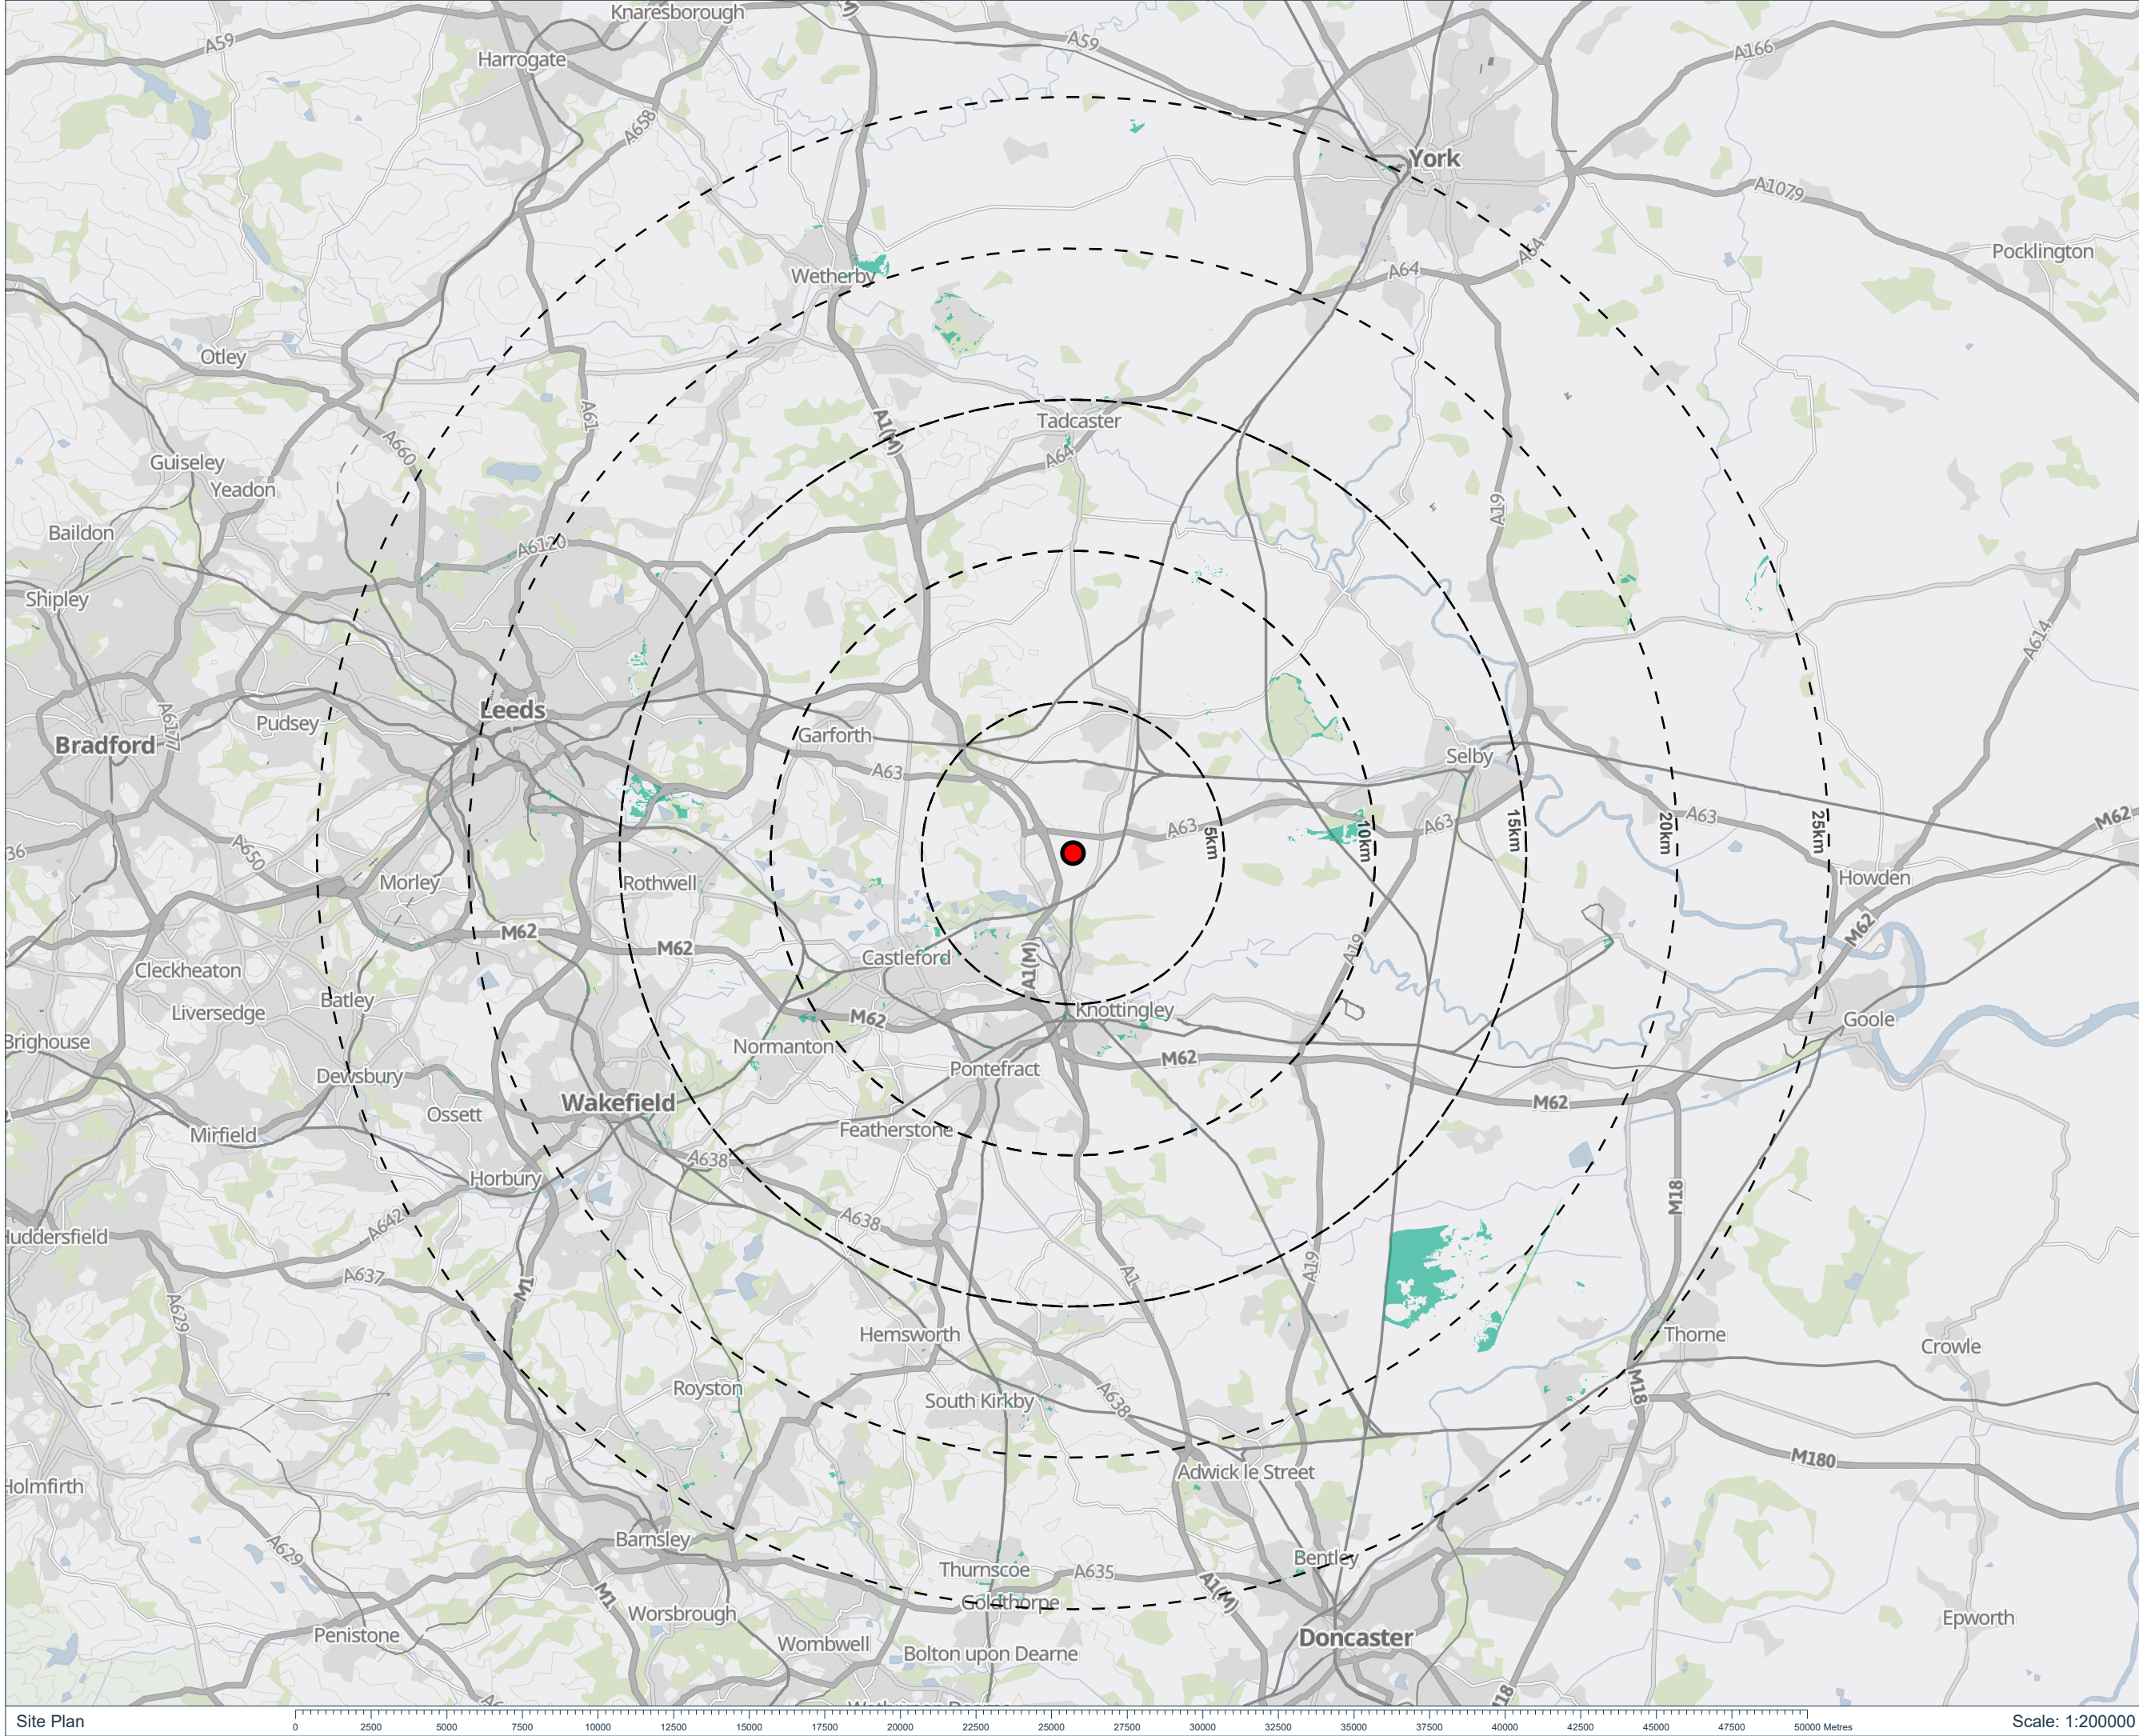 Knaresborough
A59
Harrogate
A59
A166
A658
York
A1079
A64
A64
Pocklington
Wetherby
Otley
A61
A1(M)
Tadcaster
A64
A660
Guiseley
Yeadon
A19
Baildon
A6120
Shipley
A614
Leeds
Pudsey
A6177
Bradford
Garforth
A63
Selby
5km
10km
15km
20km
25km
A63
A63
A63
M62
36
A650
Morley
Rothwell
Howden
M62
M62
M62
Castleford
A1(M)
A19
Cleckheaton
Batley
Liversedge
M62
Knottingley
Goole
Brighouse
Normanton
M62
Pontefract
Dewsbury
Wakefield
M62
Ossett
Mirfield
Featherstone
A638
Horbury
M18
A642
A638
Huddersfield
A637
M1
A1
A19
A629
Hemsworth
Thorne
Crowle
Royston
South Kirkby
A638
M18
M180
Holmfirth
Adwick le Street
Barnsley
A629
Bentley
Thurnscoe
A635
M1
A1(M)
Goldthorpe
Worsbrough
Epworth
Penistone
Wombwell
Doncaster
Bolton upon Dearne
Site Plan
0 2500 5000 7500 10000 12500 15000 17500 20000 22500 25000 27500 30000 32500 35000 37500 40000 42500 45000 47500 50000 Metres
Scale: 1:200000